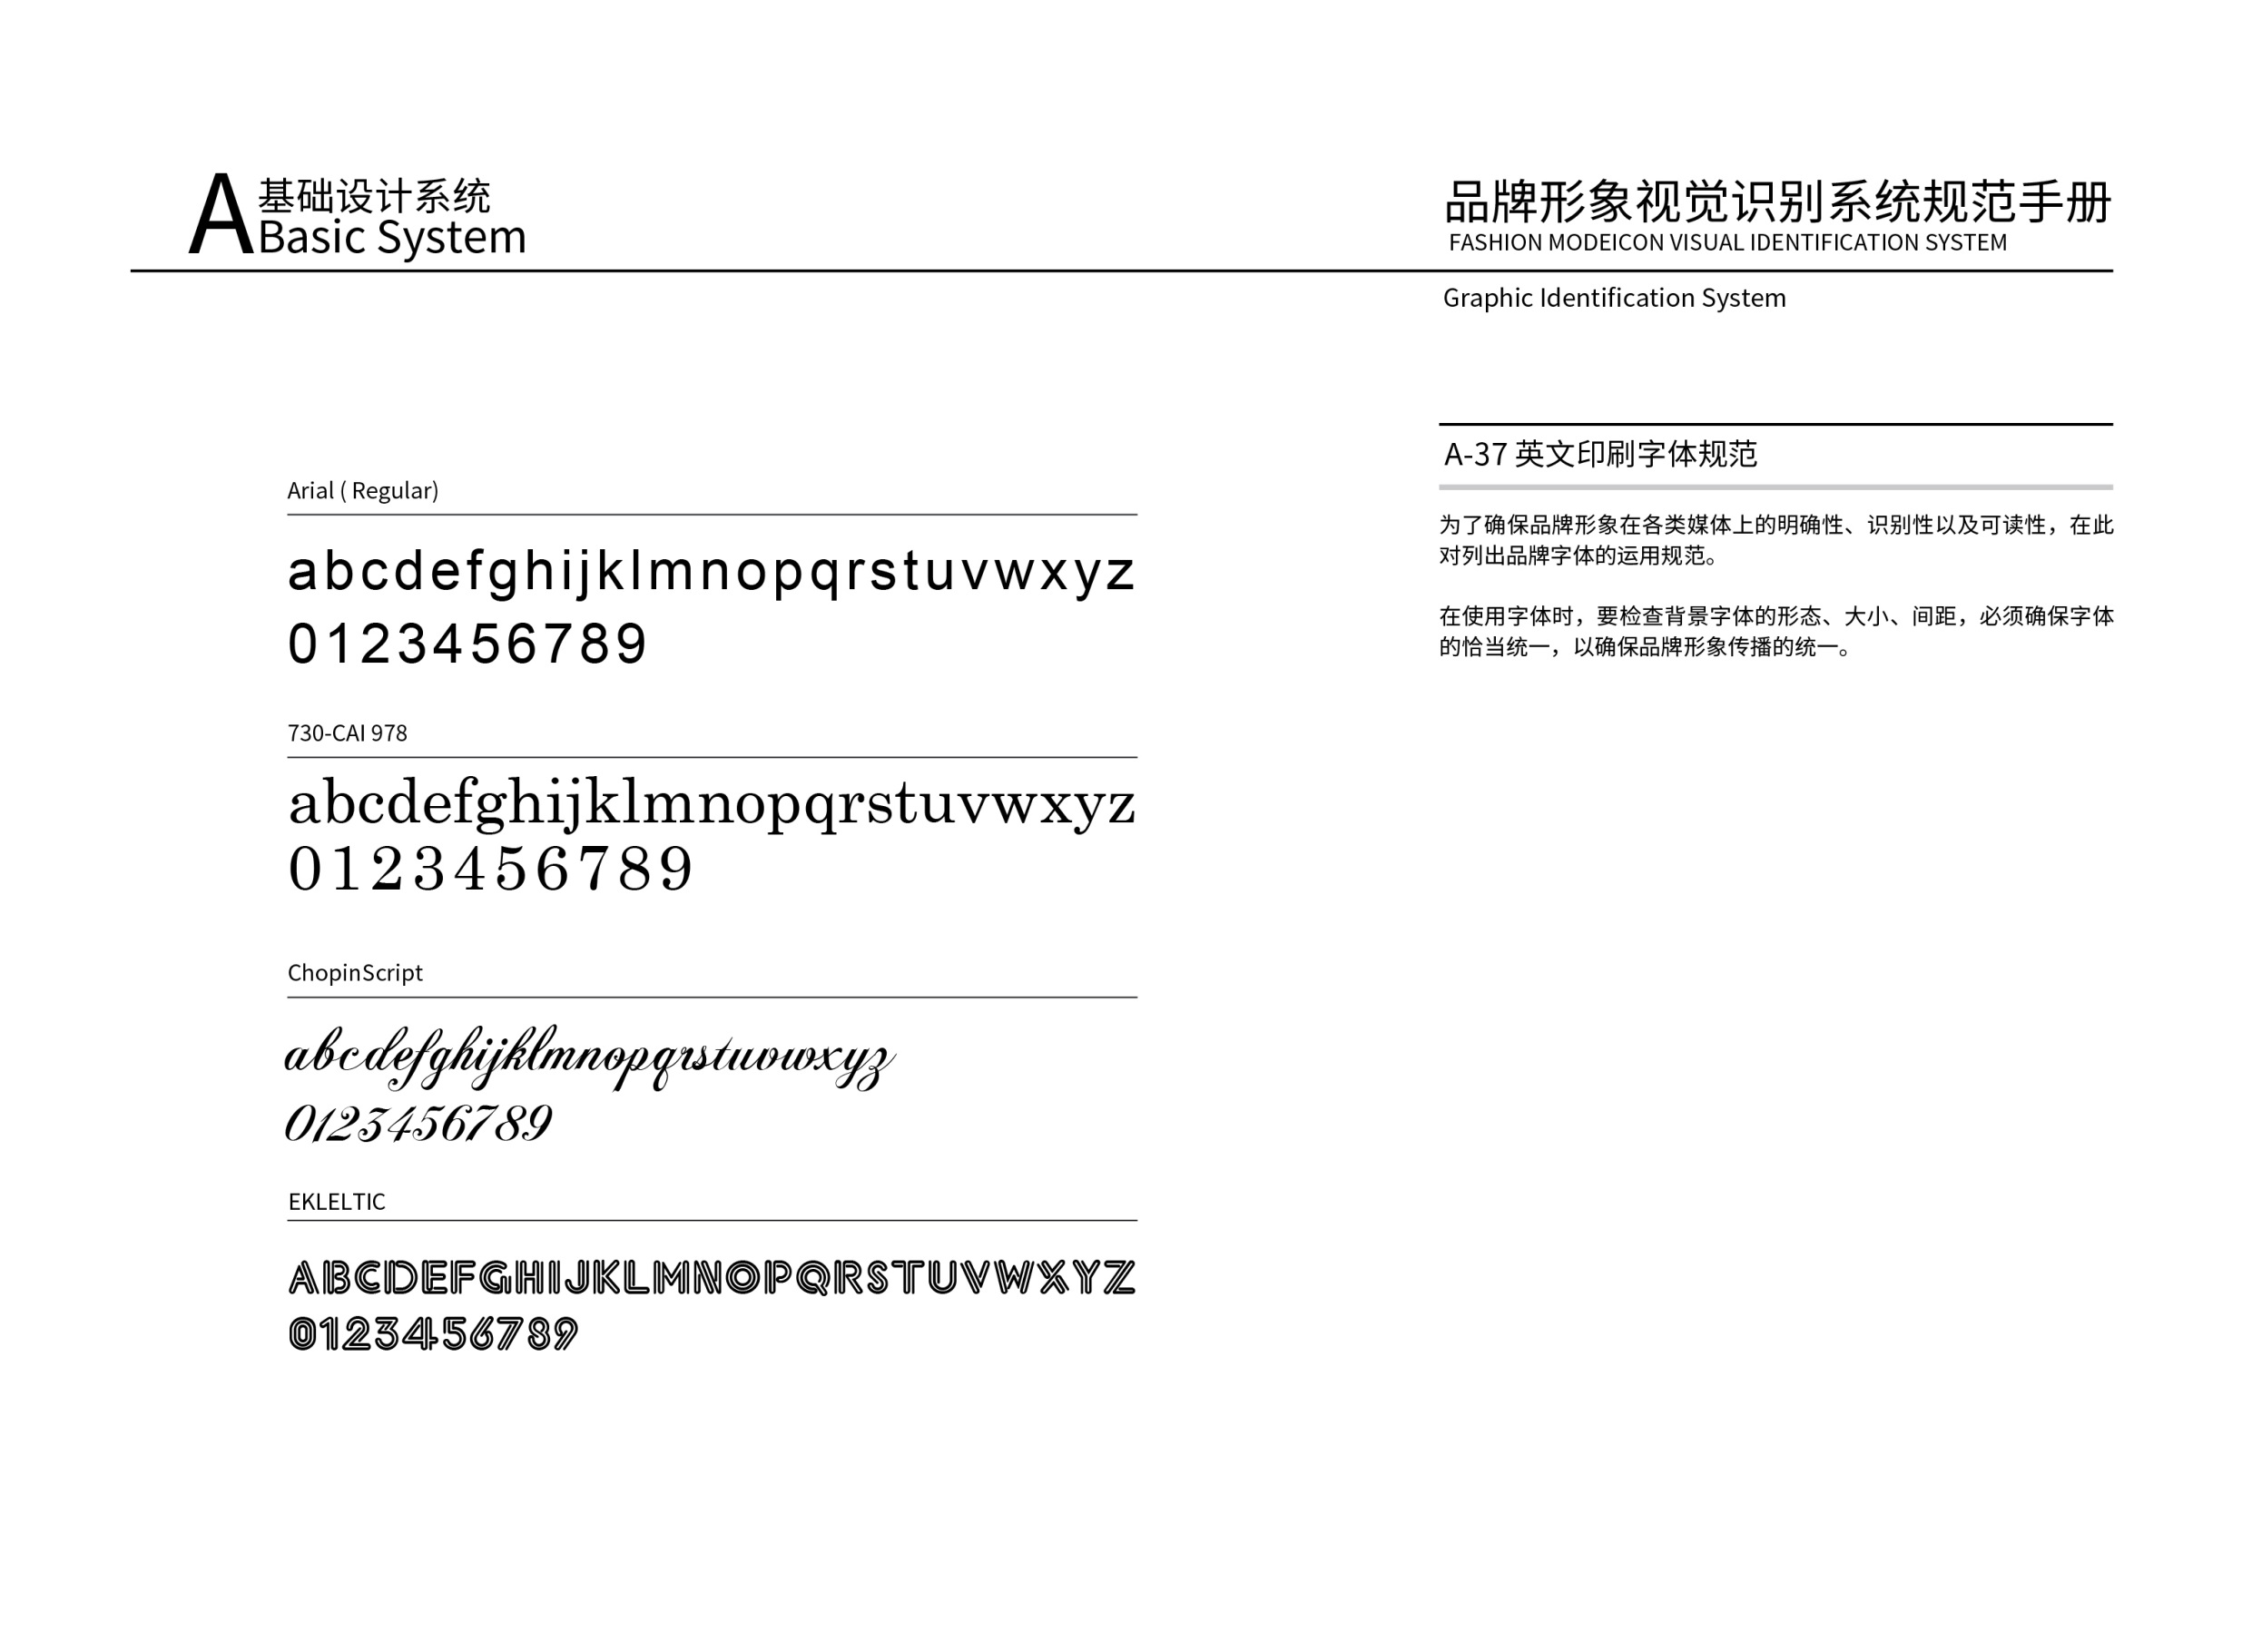 A
基础设计系统
Basic System
品牌形象视觉识别系统规范手册
FASHION MODEICON VISUAL IDENTIFICATION SYSTEM
Graphic Identification System
Arial ( Regular)
abcdefghijklmnopqrstuvwxyz
0123456789
730-CAI 978
abcdefghijklmnopqrstuvwxyz
0123456789
ChopinScript
abcdefghijklmnopqrstuvwxyz
0123456789
EKLELTIC
ABCDEFGHIJKLMNOPQRSTUVWXYZ
0123456789
A-37 英文印刷字体规范
为了确保品牌形象在各类媒体上的明确性、识别性以及可读性，在此
对列出品牌字体的运用规范。
在使用字体时，要检查背景字体的形态、大小、间距，必须确保字体
的恰当统一，以确保品牌形象传播的统一。